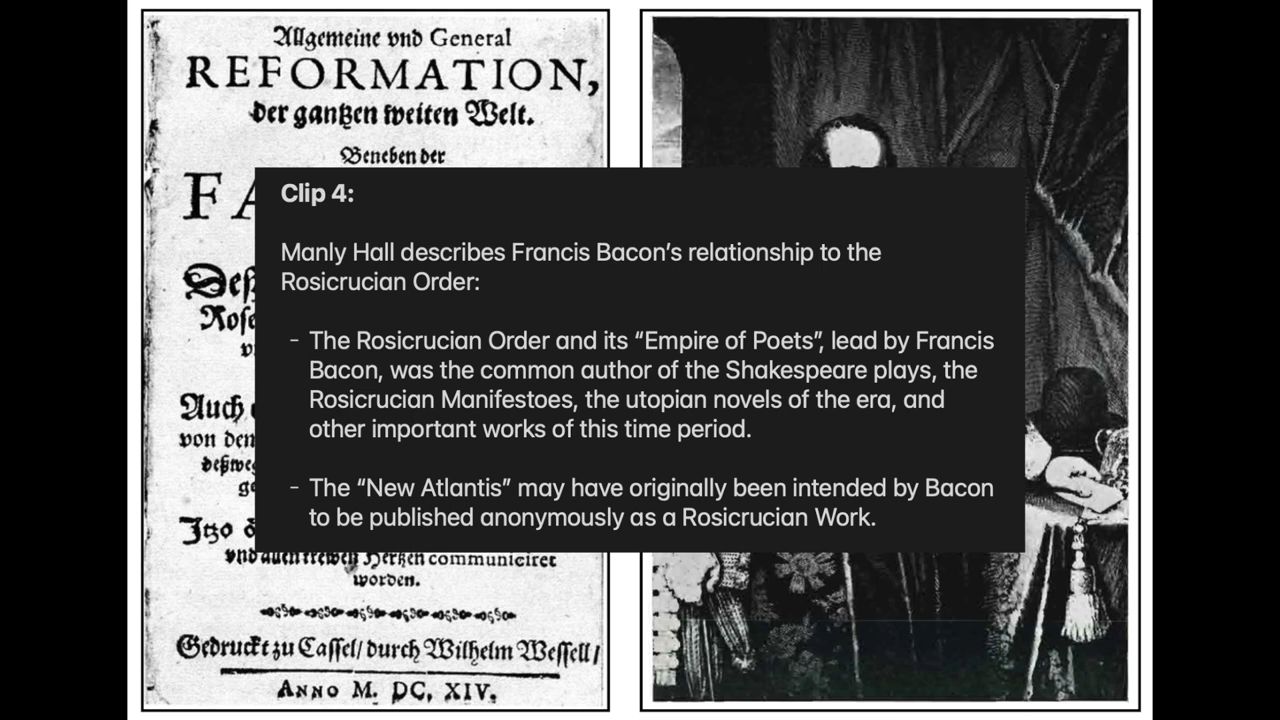 Allgemeine vnd General
REFORMATION,
der gantzen weiten Welt.
Beneben der
Clip 4:
Manly Hall describes Francis Bacon’s relationship to the
Rosicrucian Order:
- The Rosicrucian Order and its “Empire of Poets”, lead by Francis
Bacon, was the common author of the Shakespeare plays, the
Rosicrucian Manifestoes, the utopian novels of the era, and
other important works of this time period.
- The “New Atlantis” may have originally been intended by Bacon
to be published anonymously as a Rosicrucian Work.
Auch
von den
Itzo
vnd allen trewen Hertzen communiciret
worden.
Gedruckt zu Cassel/ durch Wilhelm Wessell/
ANNO M. DC. XIV.